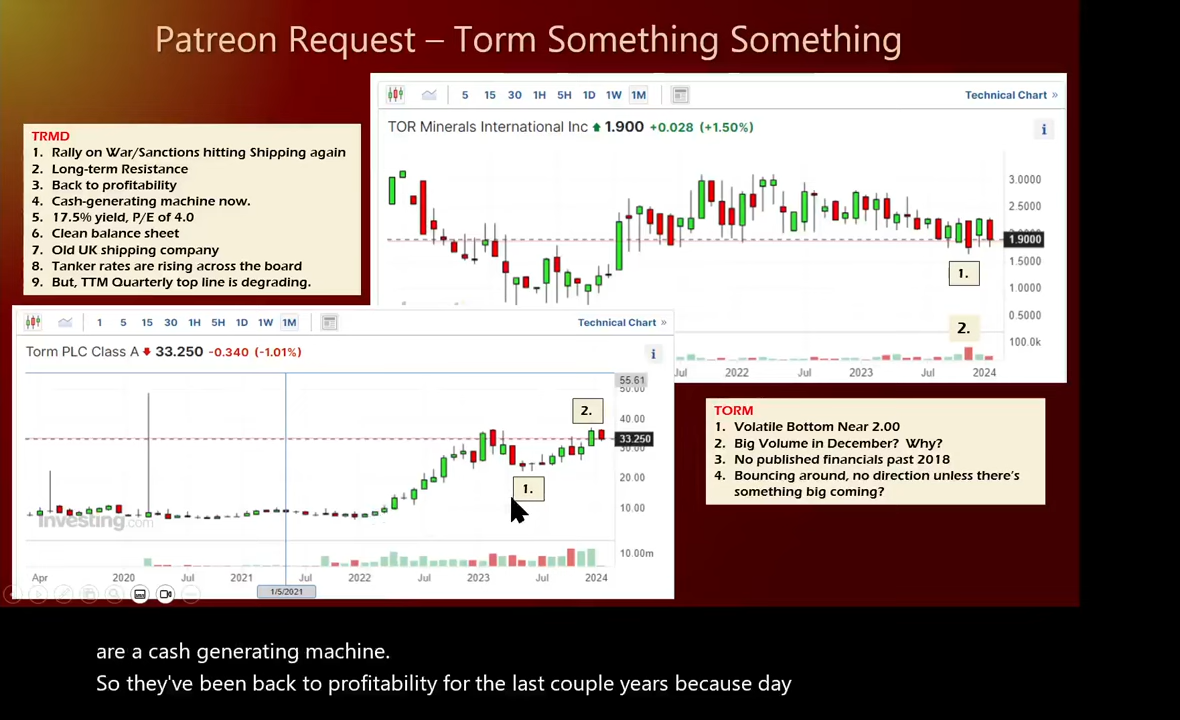 Patreon Request – Torm Something Something
TRMD
1. Rally on War/Sanctions hitting Shipping again
2. Long-term Resistance
3. Back to profitability
4. Cash-generating machine now.
5. 17.5% yield, P/E of 4.0
6. Clean balance sheet
7. Old UK shipping company
8. Tanker rates are rising across the board
9. But, TTM Quarterly top line is degrading.
5 15 30 1H 5H 1D 1W 1M
Technical Chart »
TOR Minerals International Inc 1.900 +0.028 (+1.50%)
i
3.0000
2.5000
1.9000
1.5000
1.0000
0.5000
100.0k
1.
2.
Jul 2022 Jul 2023 Jul 2024
1 5 15 30 1H 5H 1D 1W 1M
Technical Chart »
Torm PLC Class A 33.250 -0.340 (-1.01%)
i
55.61
50.00
40.00
33.250
30.00
20.00
10.00
10.00m
2.
1.
Investing.com
Apr 2020 Jul 2021 Jul 2022 Jul 2023 Jul 2024
1/5/2021
TORM
1. Volatile Bottom Near 2.00
2. Big Volume in December? Why?
3. No published financials past 2018
4. Bouncing around, no direction unless there's
something big coming?
are a cash generating machine.
So they've been back to profitability for the last couple years because day